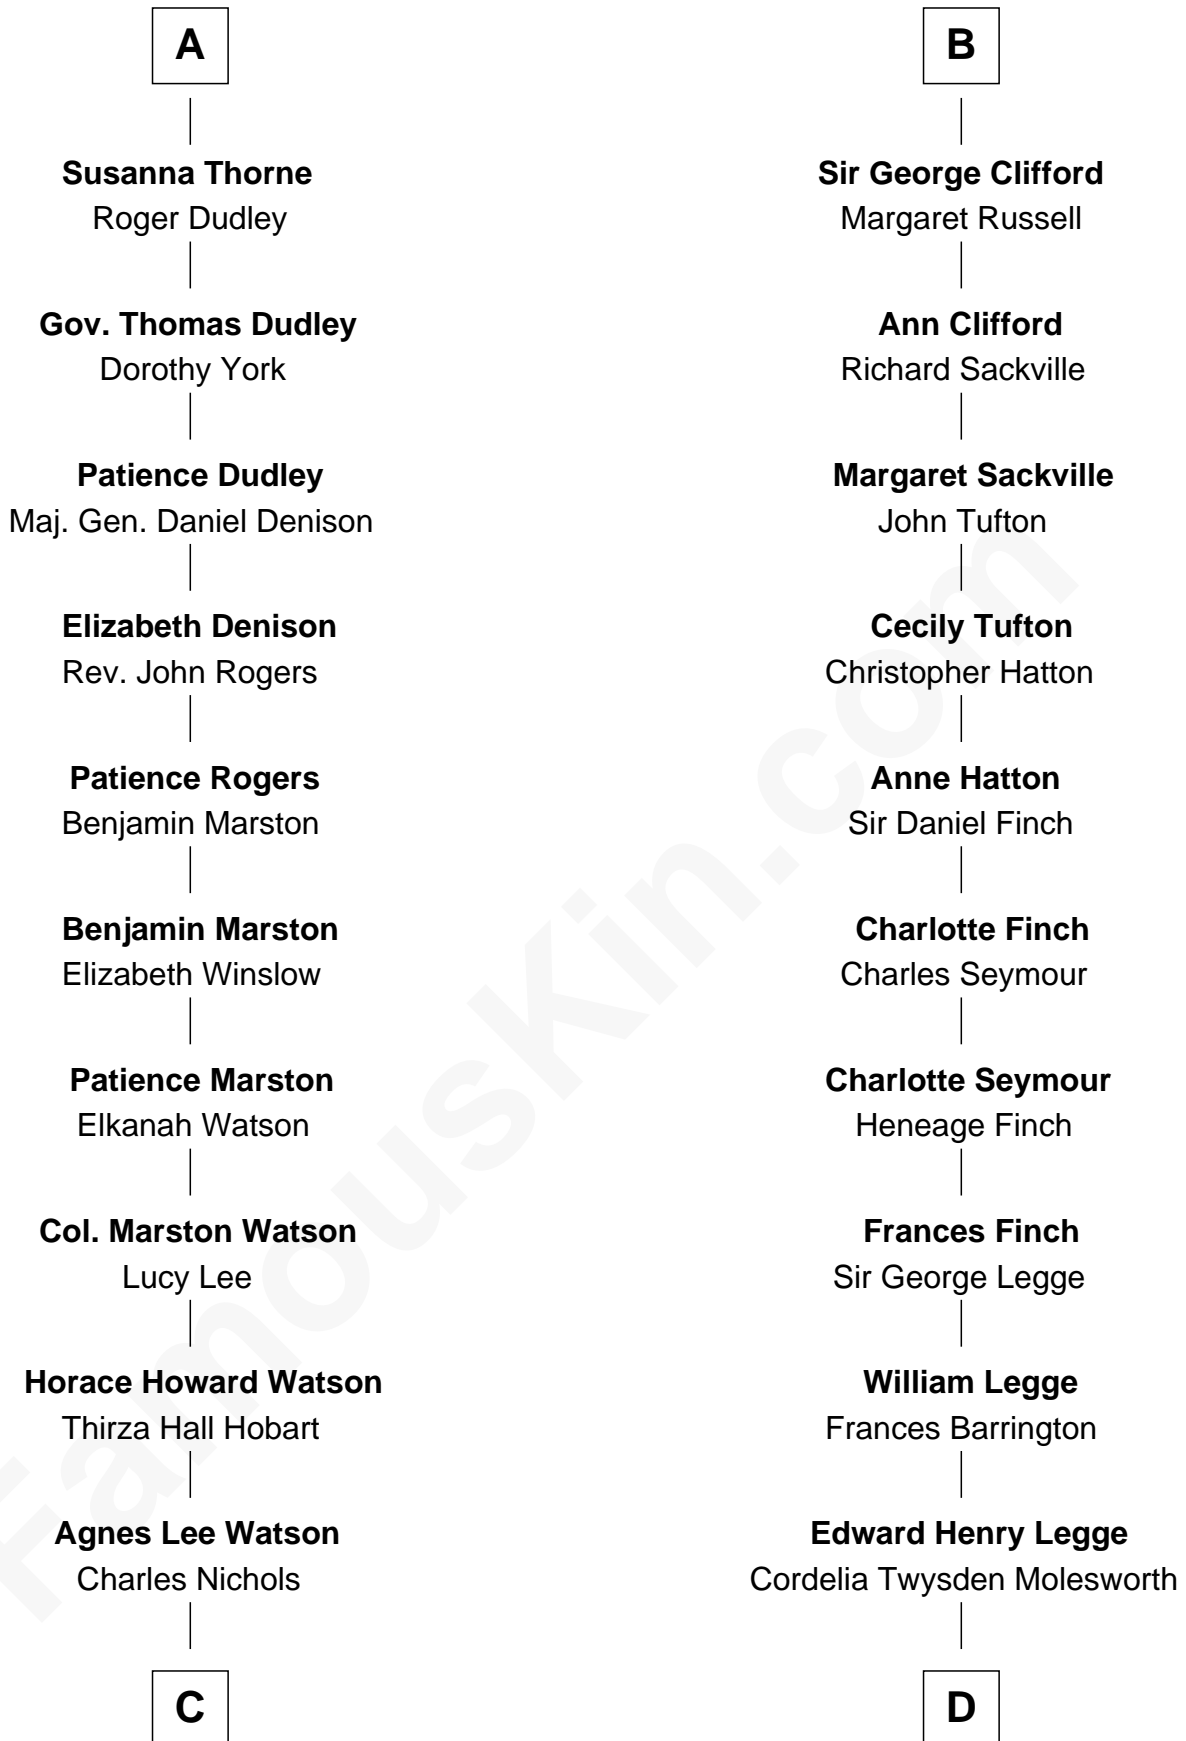 A
Susanna Thorne
Roger Dudley
Gov. Thomas Dudley
Dorothy York
Patience Dudley
Maj. Gen. Daniel Denison
Elizabeth Denison
Rev. John Rogers
Patience Rogers
Benjamin Marston
Benjamin Marston
Elizabeth Winslow
Patience Marston
Elkanah Watson
Col. Marston Watson
Lucy Lee
Horace Howard Watson
Thirza Hall Hobart
Agnes Lee Watson
Charles Nichols
C
B
Sir George Clifford
Margaret Russell
Ann Clifford
Richard Sackville
Margaret Sackville
John Tufton
Cecily Tufton
Christopher Hatton
Anne Hatton
Sir Daniel Finch
Charlotte Finch
Charles Seymour
Charlotte Seymour
Heneage Finch
Frances Finch
Sir George Legge
William Legge
Frances Barrington
Edward Henry Legge
Cordelia Twysden Molesworth
D
FamousKin.com